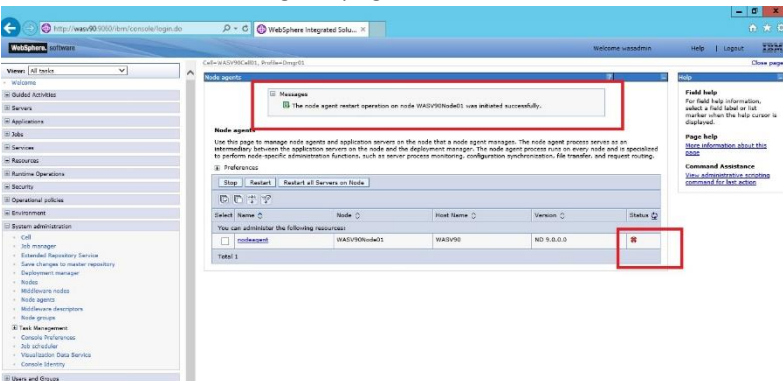 http://wasv90:9060/ibm/console/login.do
WebSphere Integrated Solu...
WebSphere. software
Welcome wasadmin
Help | Logout
IBM
Cell=WASV90Cell01, Profile=Dmgr01
Close page
View: All tasks
Welcome
Guided Activities
Servers
Applications
Jobs
Services
Resources
Runtime Operations
Security
Operational policies
Environment
System administration
Cell
Job manager
Extended Repository Service
Save changes to master repository
Deployment manager
Nodes
Middleware nodes
Node agents
Middleware descriptors
Node groups
Task Management
Console Preferences
Job scheduler
Visualization Data Service
Console Identity
Users and Groups
Node agents
Messages
The node agent restart operation on node WASV90Node01 was initiated successfully.
Node agents
Use this page to manage node agents and application servers on the node that a node agent manages. The node agent process serves as an
intermediary between the application servers on the node and the deployment manager. The node agent process runs on every node and is specialized
to perform node-specific administration functions, such as server process monitoring, configuration synchronization, file transfer, and request routing.
Preferences
Stop Restart Restart all Servers on Node
Select Name Node Host Name Version Status
You can administer the following resources:
nodeagent WASV90Node01 WASV90 ND 9.0.0.0
Total 1
Help
Field help
For field help information,
select a field label or list
marker when the help cursor is
displayed.
Page help
More information about this
page
Command Assistance
View administrative scripting
command for last action